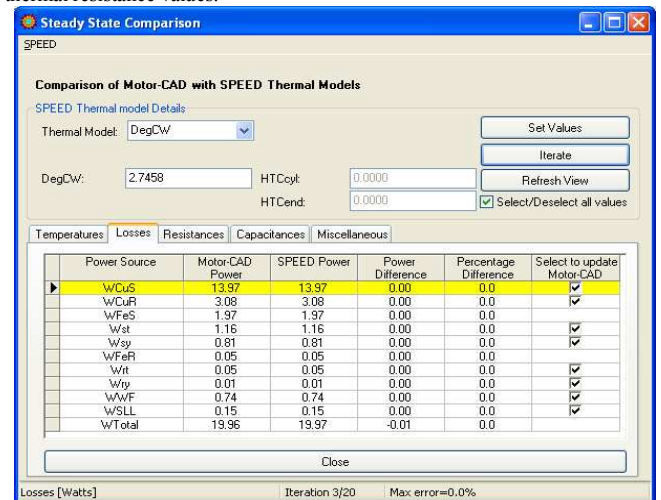 thermal resistance values.
Steady State Comparison
SPEED
Comparison of Motor-CAD with SPEED Thermal Models
SPEED Thermal model Details
Thermal Model: DegCW Set Values
Iterate
DegCW: 2.7458 HTCcyl: 0.0000 Refresh View
HTCend: 0.0000 Select/Deselect all values
Temperatures Losses Resistances Capacitances Miscellaneous
Power Source Motor-CAD Power SPEED Power Power Difference Percentage Difference Select to update Motor-CAD
WCuS 13.97 13.97 0.00 0.0
WCuR 3.08 3.08 0.00 0.0
WFeS 1.97 1.97 0.00 0.0
Wst 1.16 1.16 0.00 0.0
Wsy 0.81 0.81 0.00 0.0
WFeR 0.05 0.05 0.00 0.0
Wrt 0.05 0.05 0.00 0.0
Wry 0.01 0.01 0.00 0.0
WWF 0.74 0.74 0.00 0.0
WSLL 0.15 0.15 0.00 0.0
WTotal 19.96 19.97 -0.01 0.0
Close
Losses [Watts] Iteration 3/20 Max error=0.0%